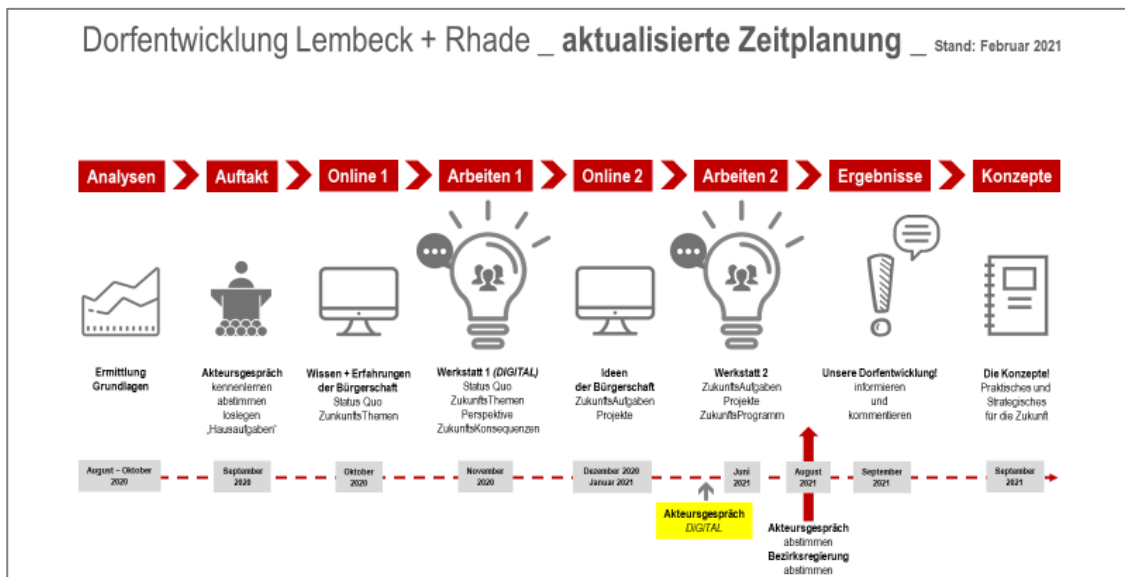 Dorfentwicklung Lembeck + Rhade _ aktualisierte Zeitplanung _ Stand: Februar 2021
Analysen
Auftakt
Online 1
Arbeiten 1
Online 2
Arbeiten 2
Ergebnisse
Konzepte
Ermittlung
Grundlagen
Akteursgespräch
kennenlernen
abstimmen
loslegen
„Hausaufgaben"
Wissen + Erfahrungen
der Bürgerschaft
Status Quo
ZunkunftsThemen
Werkstatt 1 (DIGITAL)
Status Quo
ZukunftsThemen
Perspektive
ZukunftsKonsequenzen
Ideen
der Bürgerschaft
ZukunftsAufgaben
Projekte
Werkstatt 2
ZukunftsAufgaben
Projekte
ZukunftsProgramm
Unsere Dorfentwicklung!
informieren
und
kommentieren
Die Konzepte!
Praktisches und
Strategisches
für die Zukunft
August – Oktober
2020
September
2020
Oktober
2020
November
2020
Dezember 2020
Januar 2021
Juni
2021
August
2021
September
2021
September
2021
Akteursgespräch
DIGITAL
Akteursgespräch
abstimmen
Bezirksregierung
abstimmen